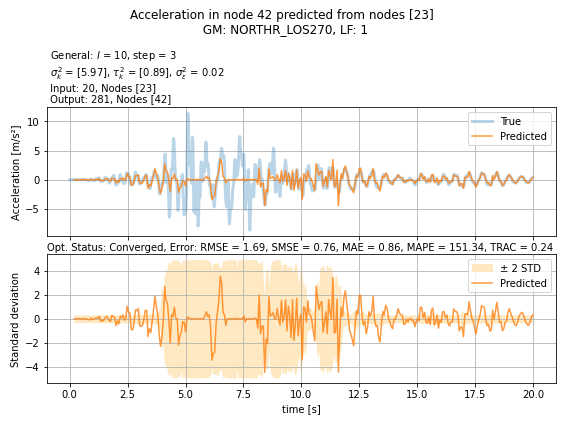 Acceleration in node 42 predicted from nodes [23]
GM: NORTHR_LOS270, LF: 1
General: l = 10, step = 3
σ²ₖ = [5.97], τ²ₖ = [0.89], σ²_ε = 0.02
Input: 20, Nodes [23]
Output: 281, Nodes [42]
Acceleration [m/s²]
10
5
0
−5
True
Predicted
Opt. Status: Converged, Error: RMSE = 1.69, SMSE = 0.76, MAE = 0.86, MAPE = 151.34, TRAC = 0.24
Standard deviation
4
2
0
−2
−4
± 2 STD
Predicted
0.0 2.5 5.0 7.5 10.0 12.5 15.0 17.5 20.0
time [s]